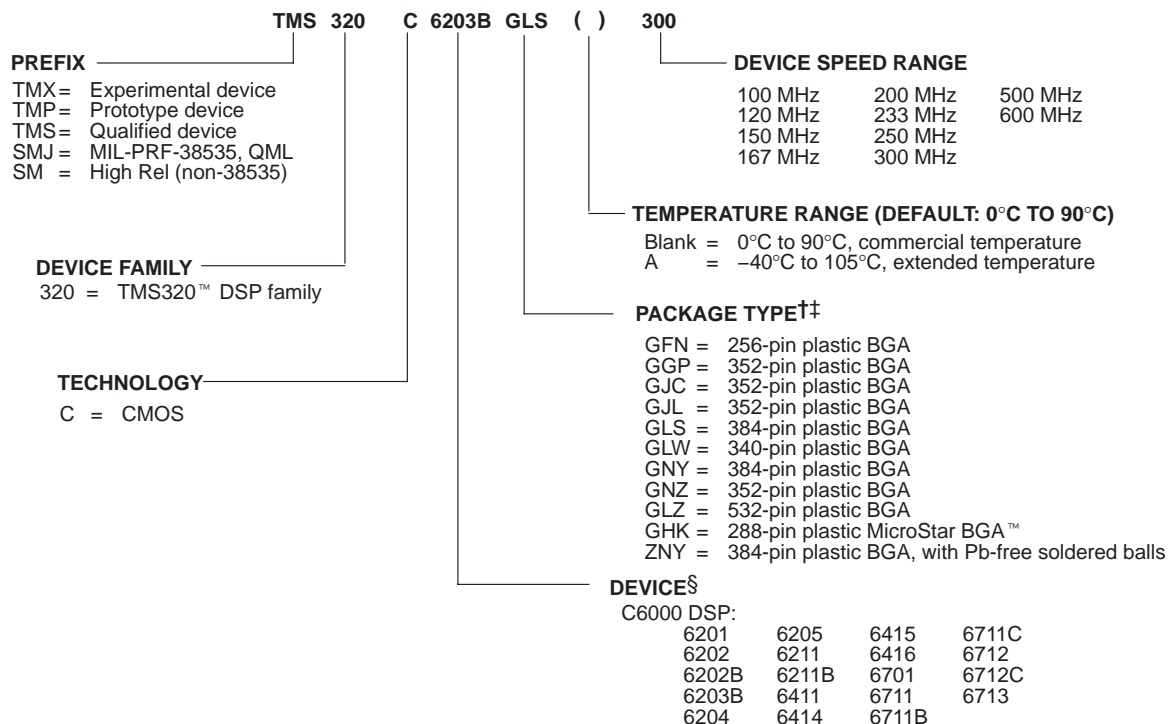 TMS 320 C 6203B GLS ( ) 300
PREFIX
TMX = Experimental device
TMP = Prototype device
TMS = Qualified device
SMJ = MIL-PRF-38535, QML
SM = High Rel (non-38535)
DEVICE SPEED RANGE
100 MHz 200 MHz 500 MHz
120 MHz 233 MHz 600 MHz
150 MHz 250 MHz
167 MHz 300 MHz
TEMPERATURE RANGE (DEFAULT: 0°C TO 90°C)
Blank = 0°C to 90°C, commercial temperature
A = −40°C to 105°C, extended temperature
DEVICE FAMILY
320 = TMS320™ DSP family
PACKAGE TYPE†‡
GFN = 256-pin plastic BGA
GGP = 352-pin plastic BGA
GJC = 352-pin plastic BGA
GJL = 352-pin plastic BGA
GLS = 384-pin plastic BGA
GLW = 340-pin plastic BGA
GNY = 384-pin plastic BGA
GNZ = 352-pin plastic BGA
GLZ = 532-pin plastic BGA
GHK = 288-pin plastic MicroStar BGA™
ZNY = 384-pin plastic BGA, with Pb-free soldered balls
TECHNOLOGY
C = CMOS
DEVICE§
C6000 DSP:
6201 6205 6415 6711C
6202 6211 6416 6712
6202B 6211B 6701 6712C
6203B 6411 6711 6713
6204 6414 6711B